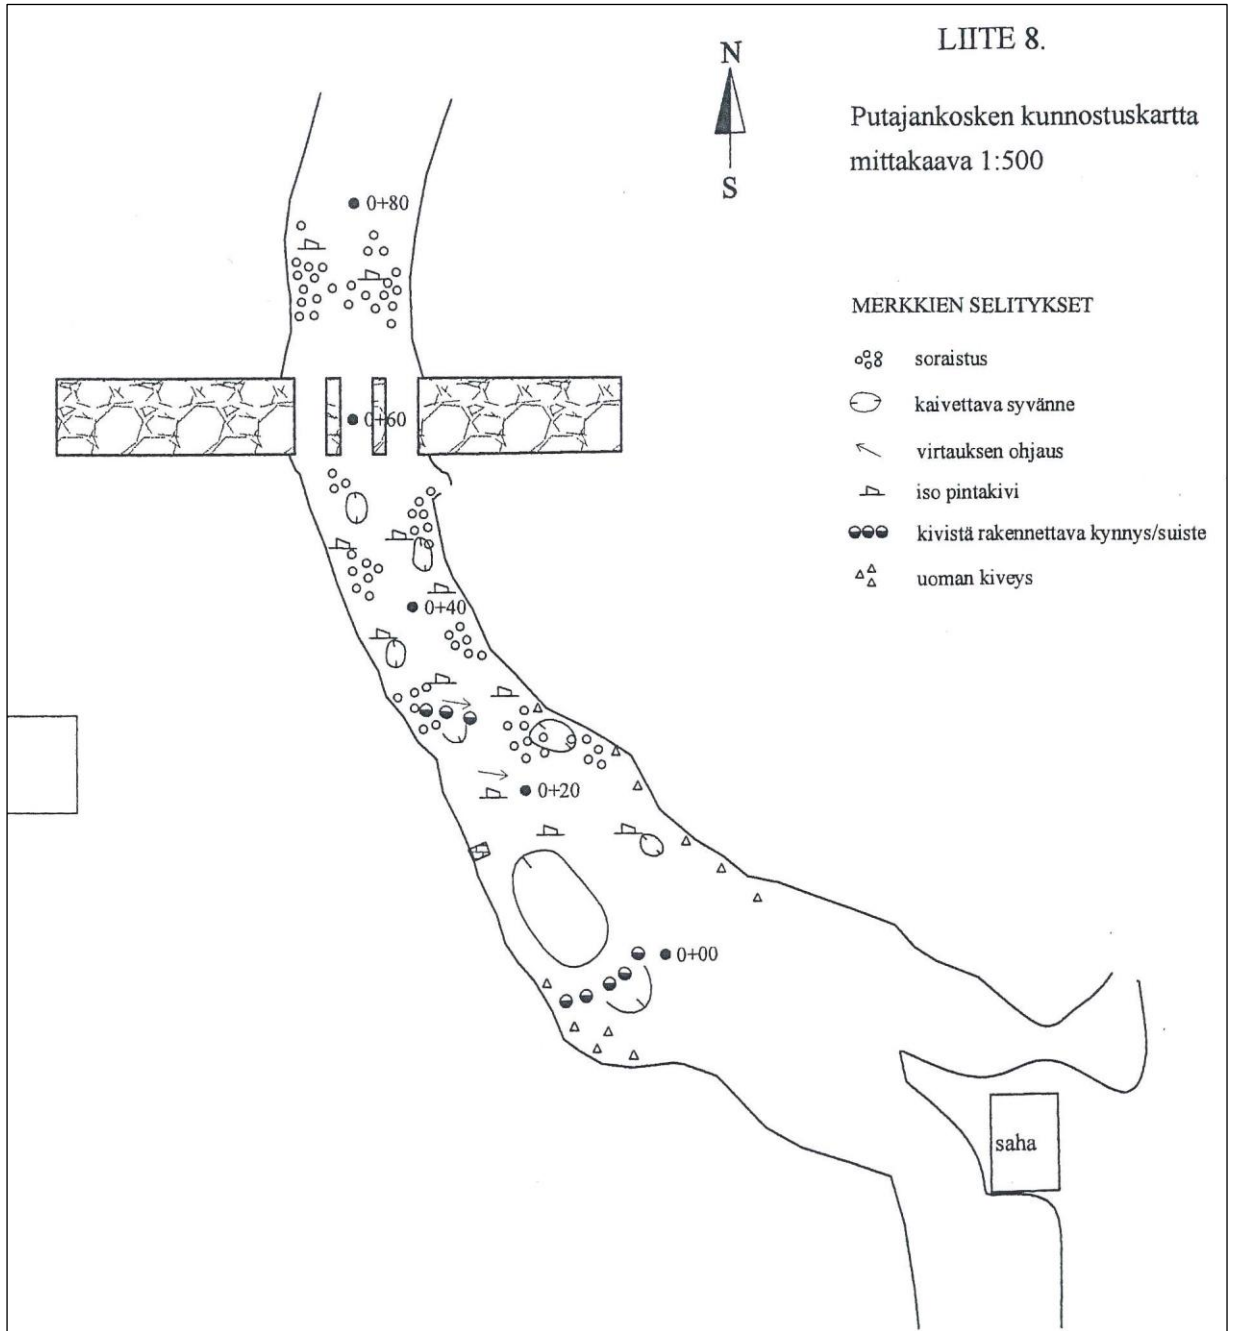 LIITE 8.
N
S
Putajankosken kunnostuskartta
mittakaava 1:500
MERKKIEN SELITYKSET
soraistus
kaivettava syvänne
virtauksen ohjaus
iso pintakivi
kivistä rakennettava kynnys/suiste
uoman kiveys
0+80
0+60
0+40
0+20
0+00
saha